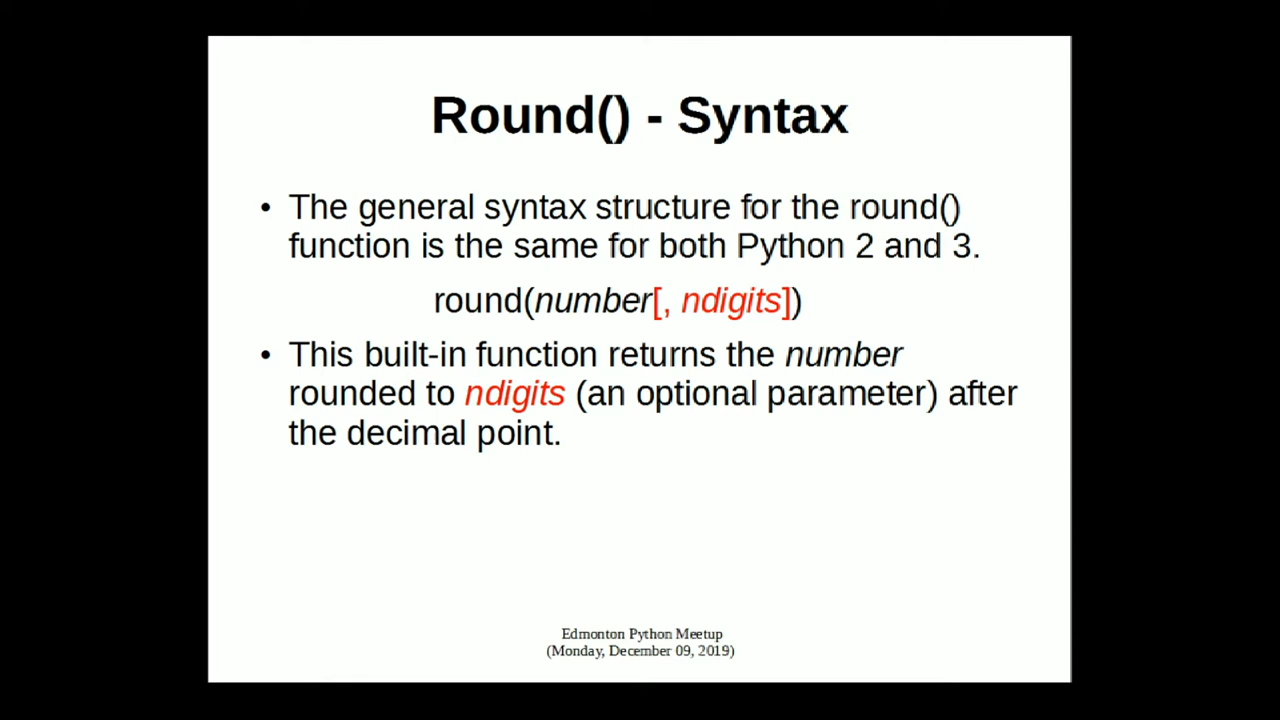 Round() - Syntax
• The general syntax structure for the round()
function is the same for both Python 2 and 3.
round(number[, ndigits])
• This built-in function returns the number
rounded to ndigits (an optional parameter) after
the decimal point.
Edmonton Python Meetup
(Monday, December 09, 2019)